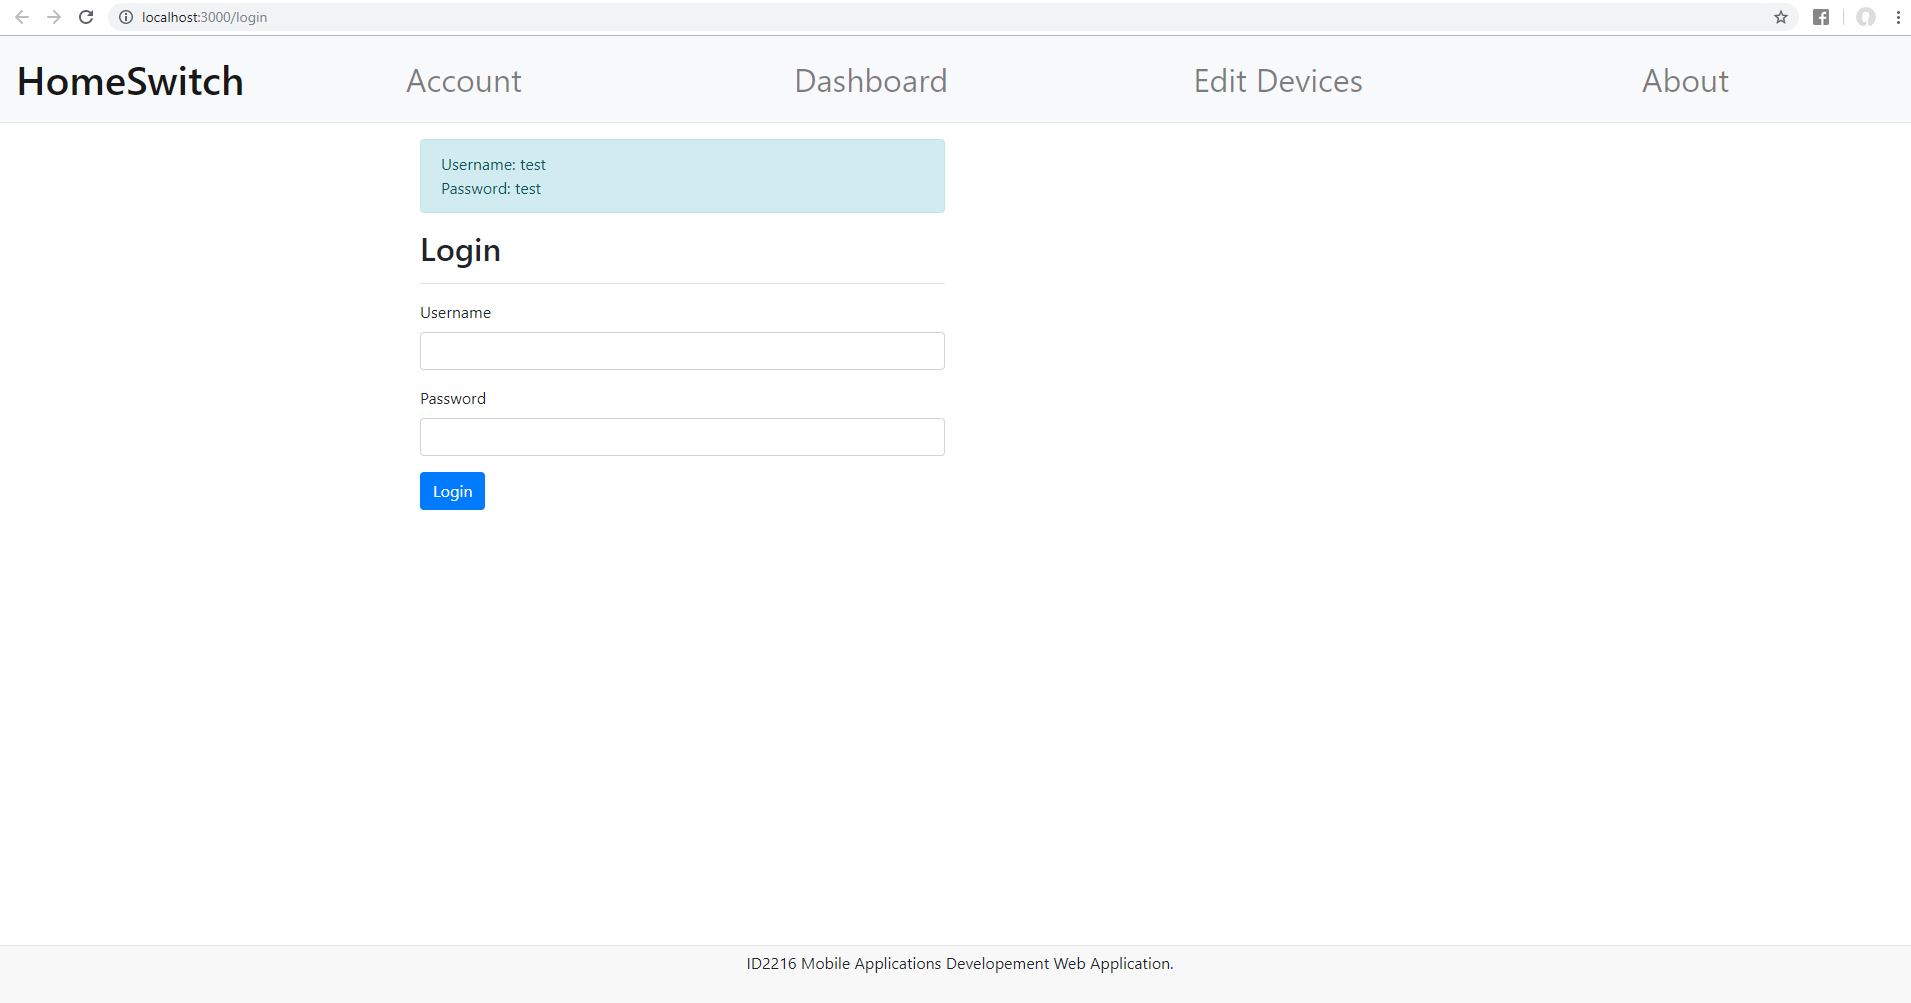 localhost:3000/login
HomeSwitch Account Dashboard Edit Devices About
Username: test
Password: test
Login
Username
Password
Login
ID2216 Mobile Applications Developement Web Application.